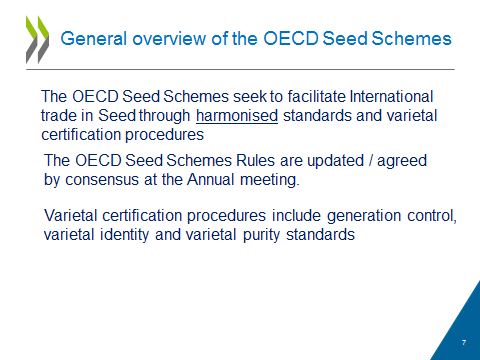 General overview of the OECD Seed Schemes
The OECD Seed Schemes seek to facilitate International
trade in Seed through harmonised standards and varietal
certification procedures
The OECD Seed Schemes Rules are updated / agreed
by consensus at the Annual meeting.
Varietal certification procedures include generation control,
varietal identity and varietal purity standards
7